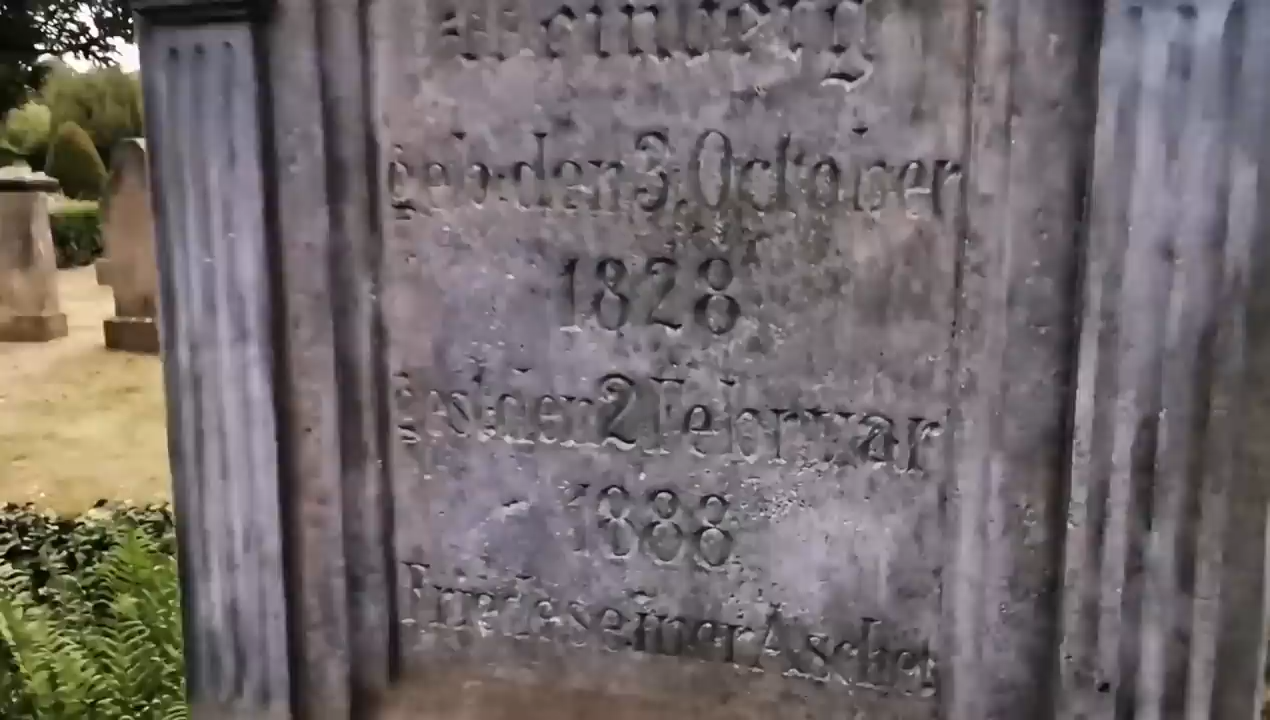 geb: den 3. October
1828
gest: den 2 Februar
1888
Friede seiner Asche!